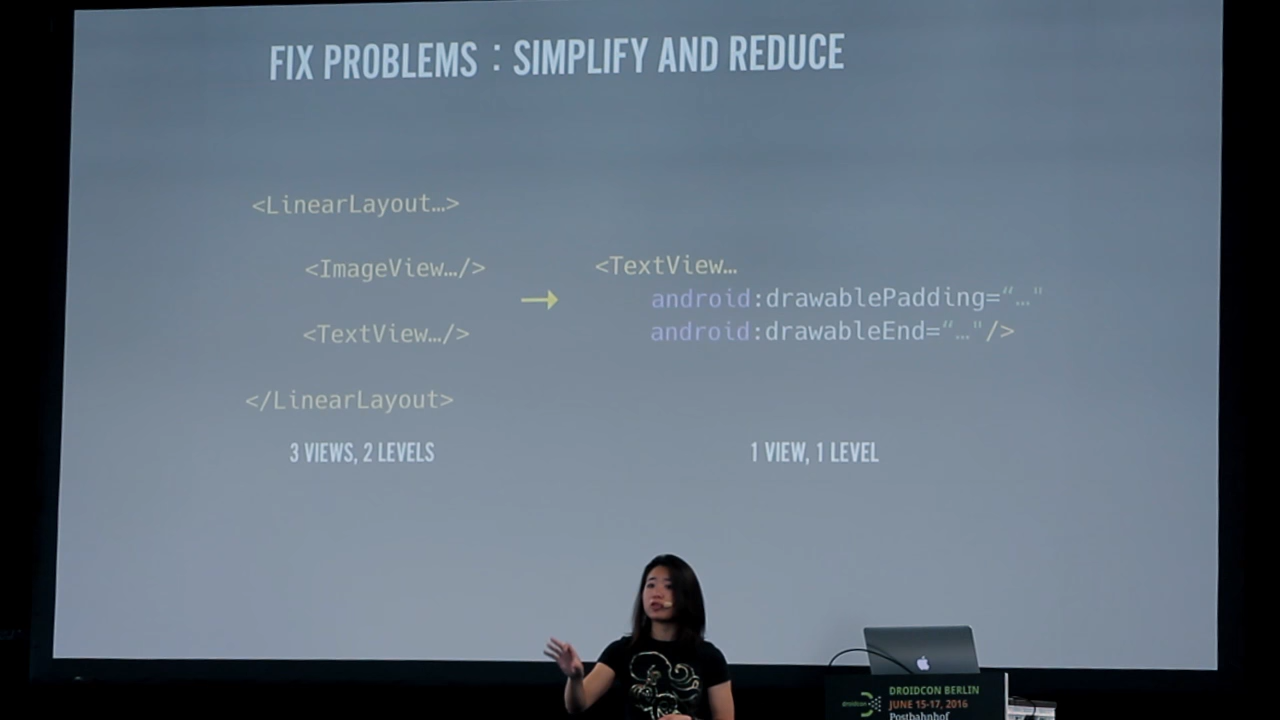 FIX PROBLEMS : SIMPLIFY AND REDUCE
<LinearLayout…>
<ImageView…/>
<TextView…/>
</LinearLayout>
3 VIEWS, 2 LEVELS
→
<TextView…
android:drawablePadding="…"
android:drawableEnd="…"/>
1 VIEW, 1 LEVEL
droidcon
DROIDCON BERLIN
JUNE 15-17, 2016
Postbahnhof